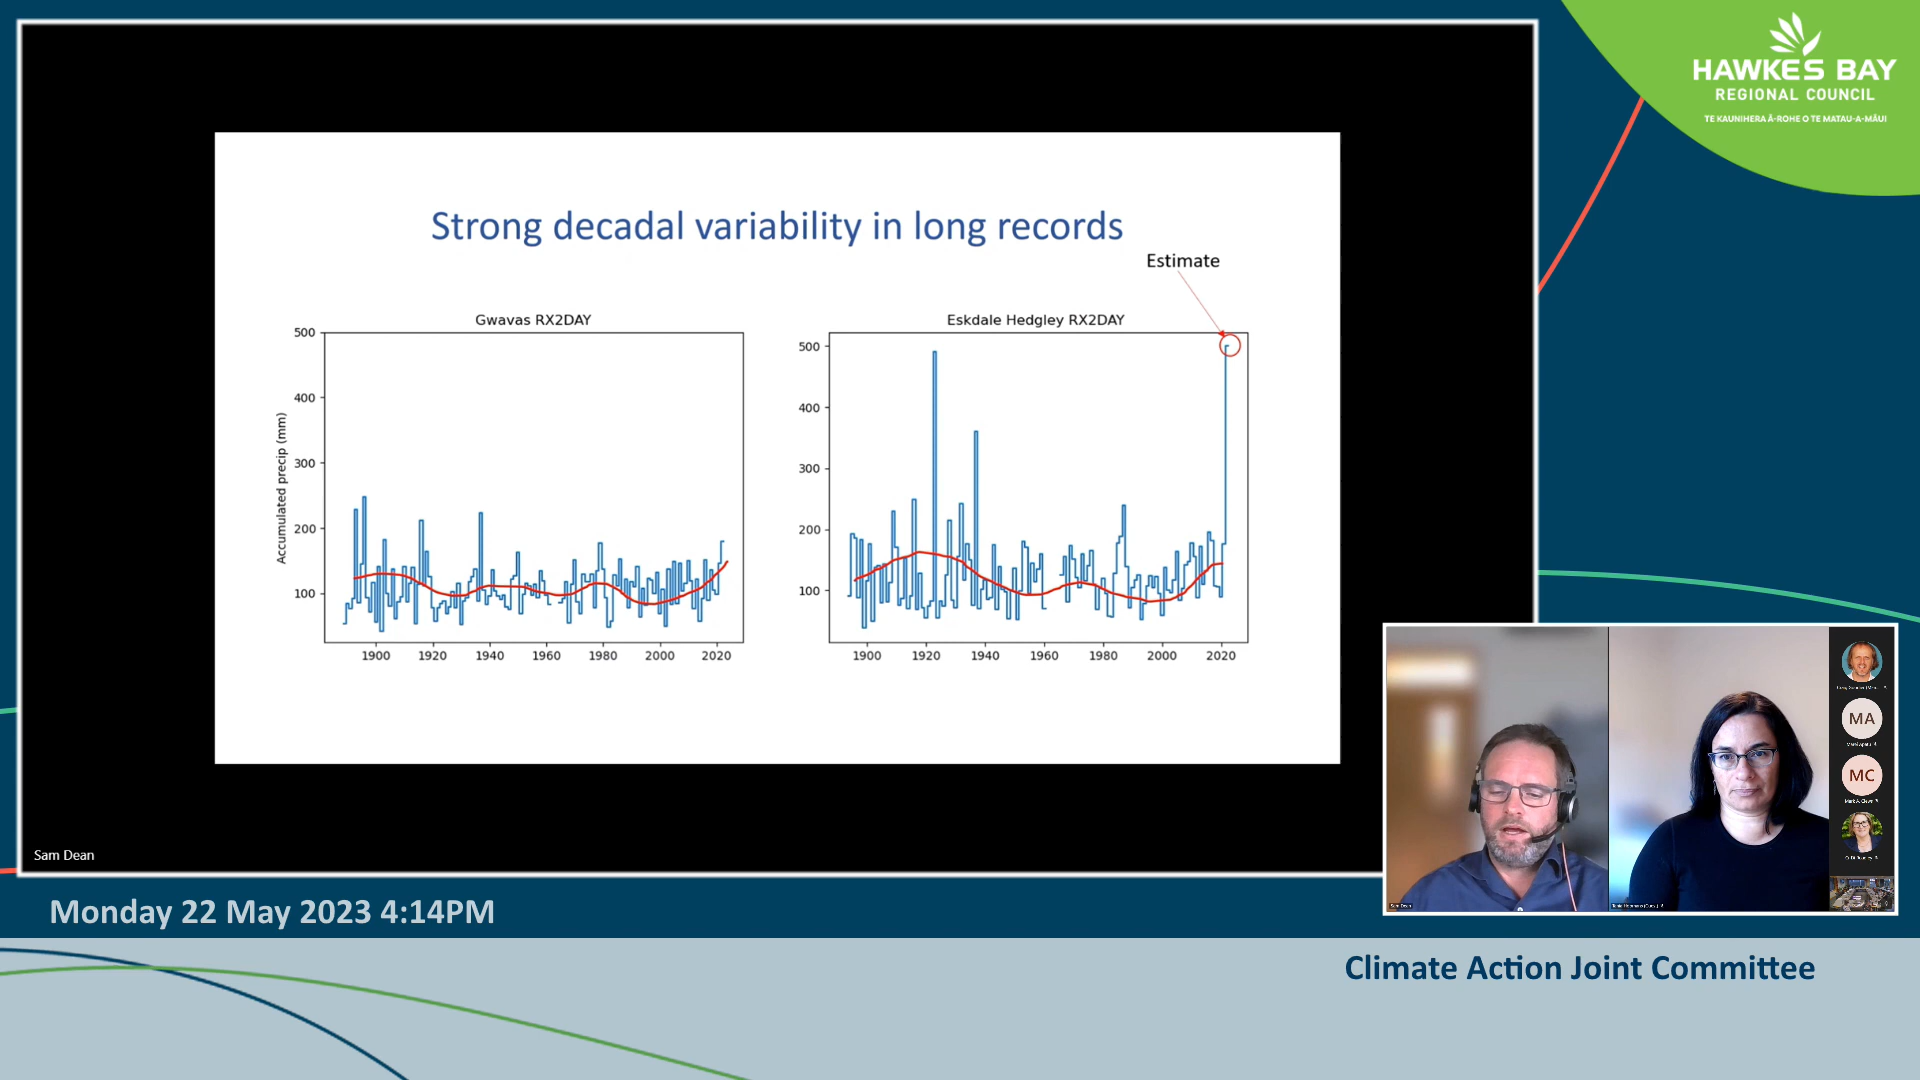 HAWKE'S BAY
REGIONAL COUNCIL
TE KAUNIHERA Ā-ROHE O TE MATAU-A-MĀUI
Strong decadal variability in long records
Estimate
Gwavas RX2DAY
Accumulated precip (mm)
500
400
300
200
100
1900 1920 1940 1960 1980 2000 2020
Eskdale Hedgley RX2DAY
500
400
300
200
100
1900 1920 1940 1960 1980 2000 2020
MA
MC
Sam Dean
Sam Dean
Monday 22 May 2023 4:14PM
Climate Action Joint Committee